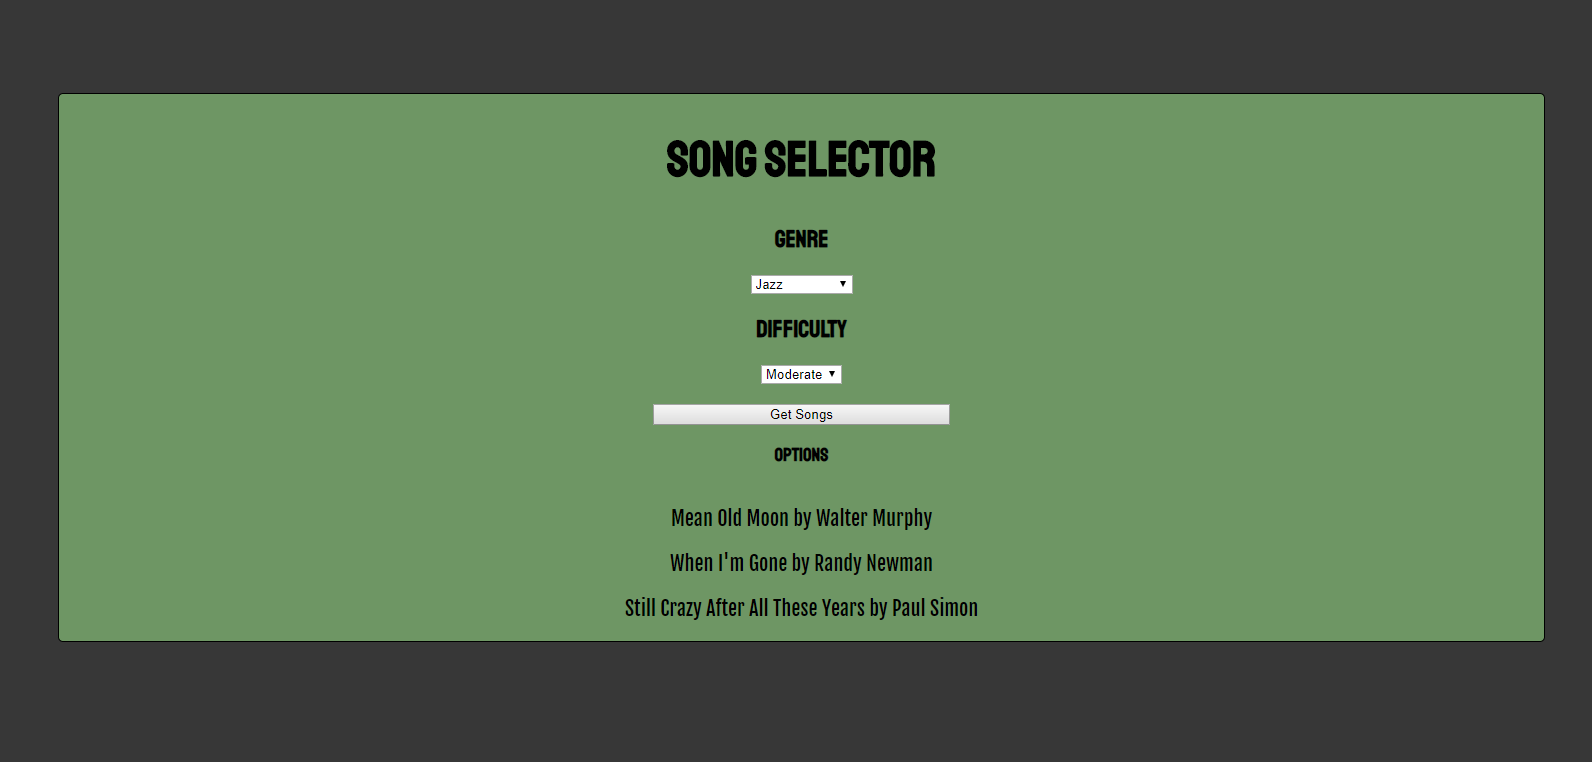 SONG SELECTOR
GENRE
Jazz
DIFFICULTY
Moderate
Get Songs
OPTIONS
Mean Old Moon by Walter Murphy
When I'm Gone by Randy Newman
Still Crazy After All These Years by Paul Simon